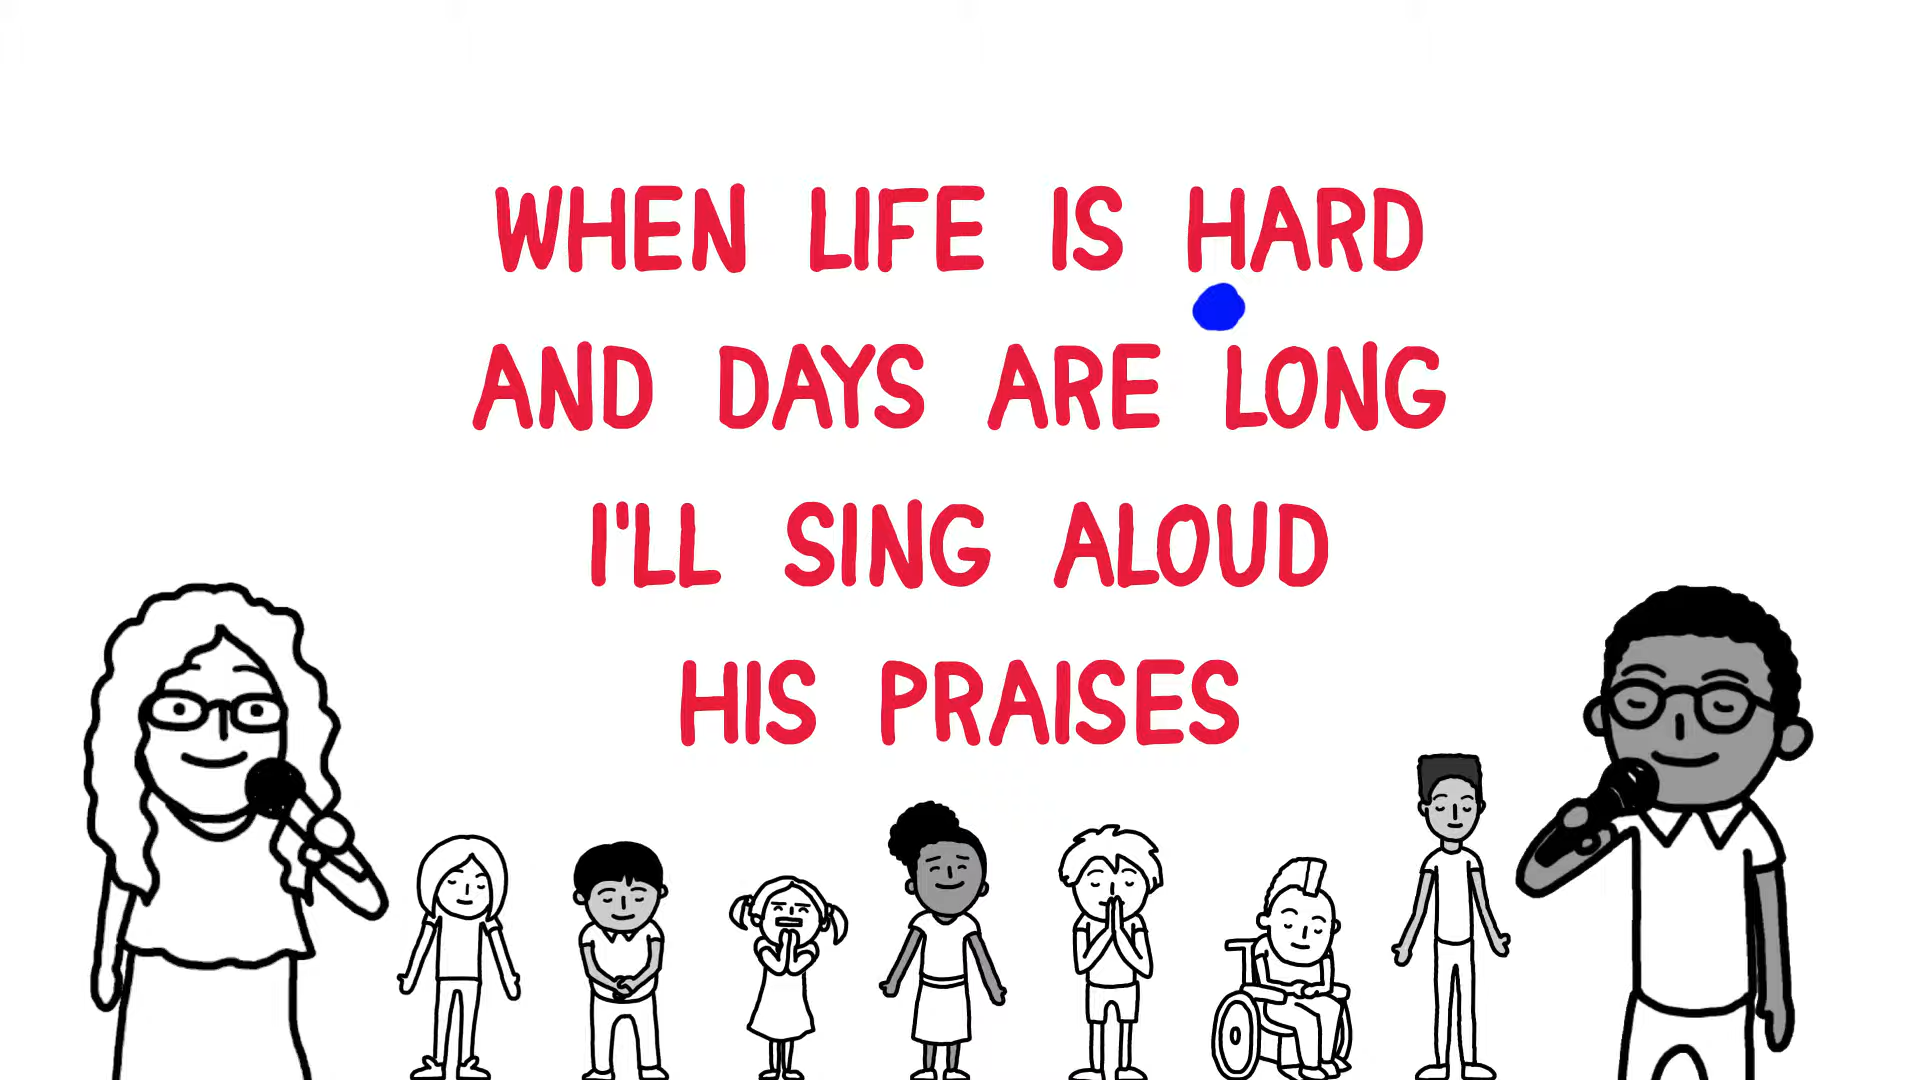 WHEN LIFE IS HARD
AND DAYS ARE LONG
I'LL SING ALOUD
HIS PRAISES